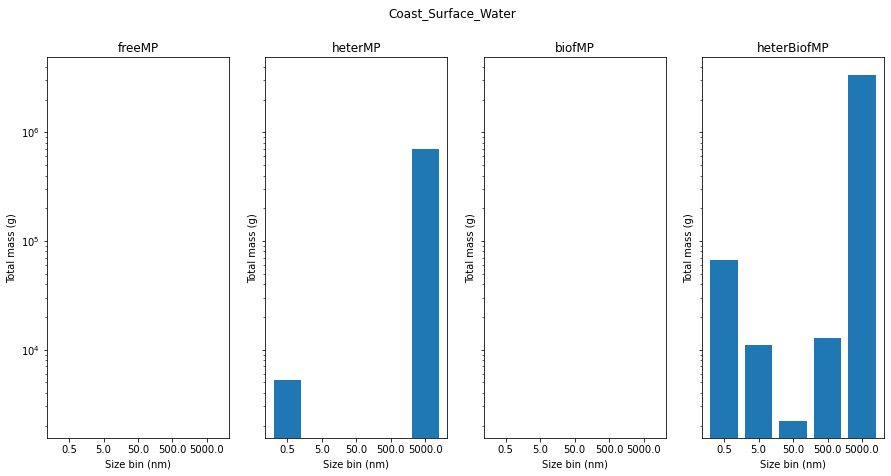 Coast_Surface_Water
freeMP
heterMP
biofMP
heterBiofMP
Total mass (g)
10^6
10^5
10^4
0.5 5.0 50.0 500.0 5000.0
Size bin (nm)
Total mass (g)
0.5 5.0 50.0 500.0 5000.0
Size bin (nm)
Total mass (g)
0.5 5.0 50.0 500.0 5000.0
Size bin (nm)
Total mass (g)
0.5 5.0 50.0 500.0 5000.0
Size bin (nm)